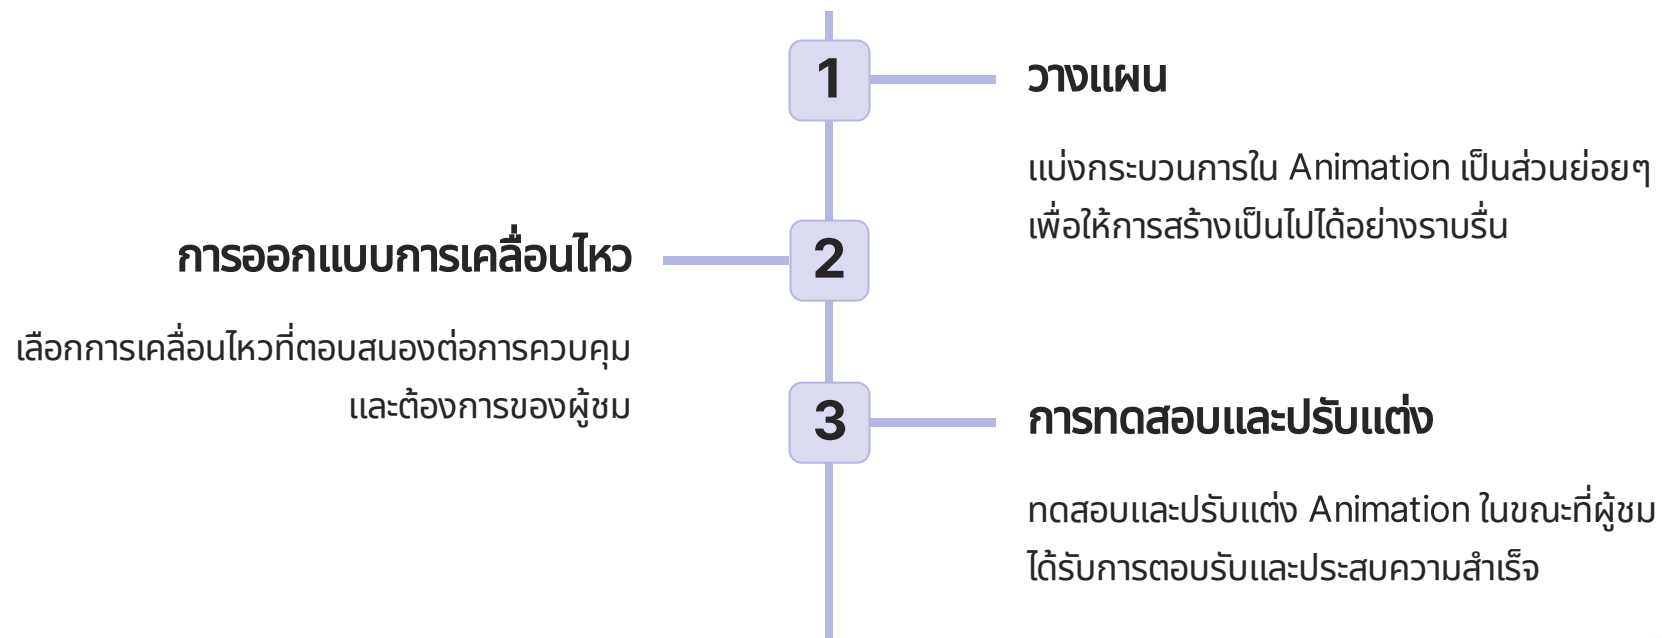 1
วางแผน
แบ่งกระบวนการใน Animation เป็นส่วนย่อยๆ
เพื่อให้การสร้างเป็นไปได้อย่างราบรื่น
2
การออกแบบการเคลื่อนไหว
เลือกการเคลื่อนไหวที่ตอบสนองต่อการควบคุม
และต้องการของผู้ชม
3
การทดสอบและปรับแต่ง
ทดสอบและปรับแต่ง Animation ในขณะที่ผู้ชม
ได้รับการตอบรับและประสบความสำเร็จ